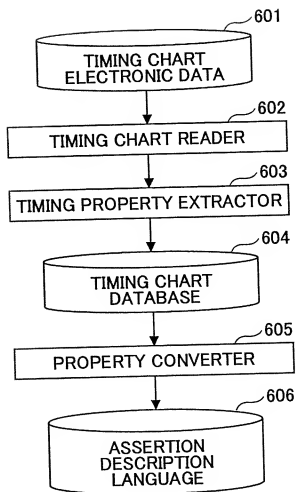 601
TIMING CHART
ELECTRONIC DATA
602
TIMING CHART READER
603
TIMING PROPERTY EXTRACTOR
604
TIMING CHART
DATABASE
605
PROPERTY CONVERTER
606
ASSERTION
DESCRIPTION
LANGUAGE